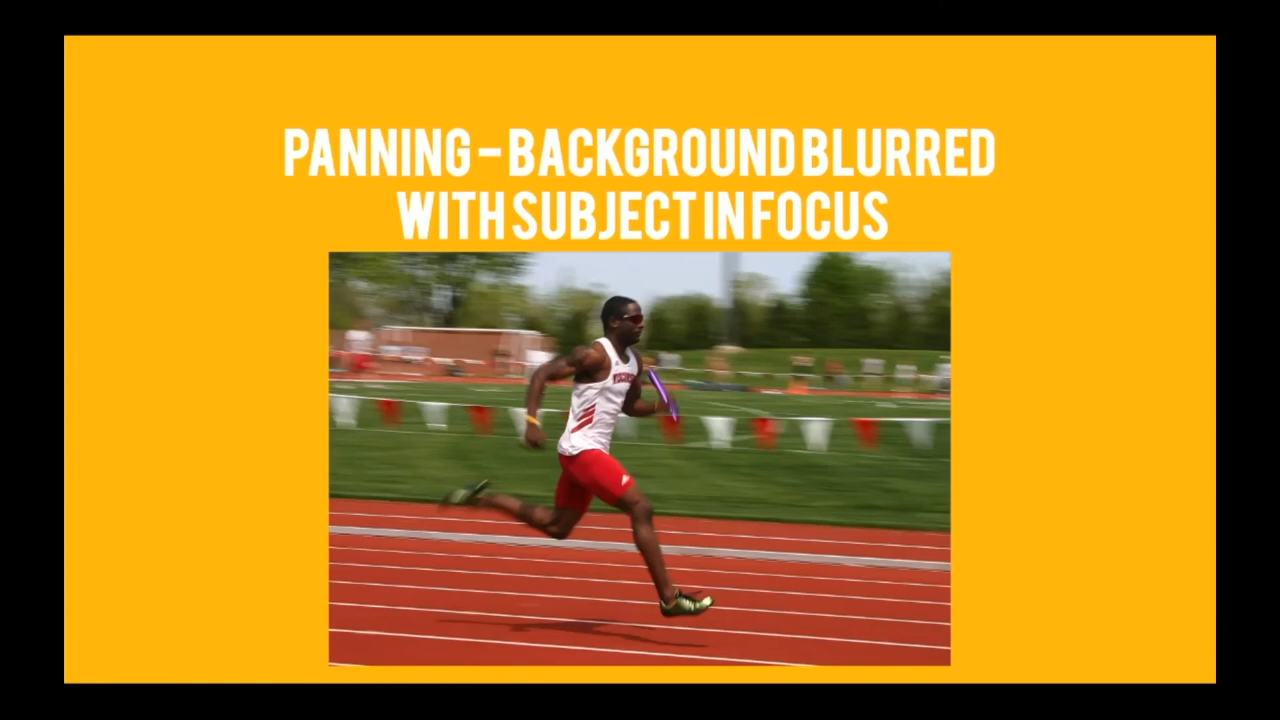 PANNING – BACKGROUND BLURRED
WITH SUBJECT IN FOCUS